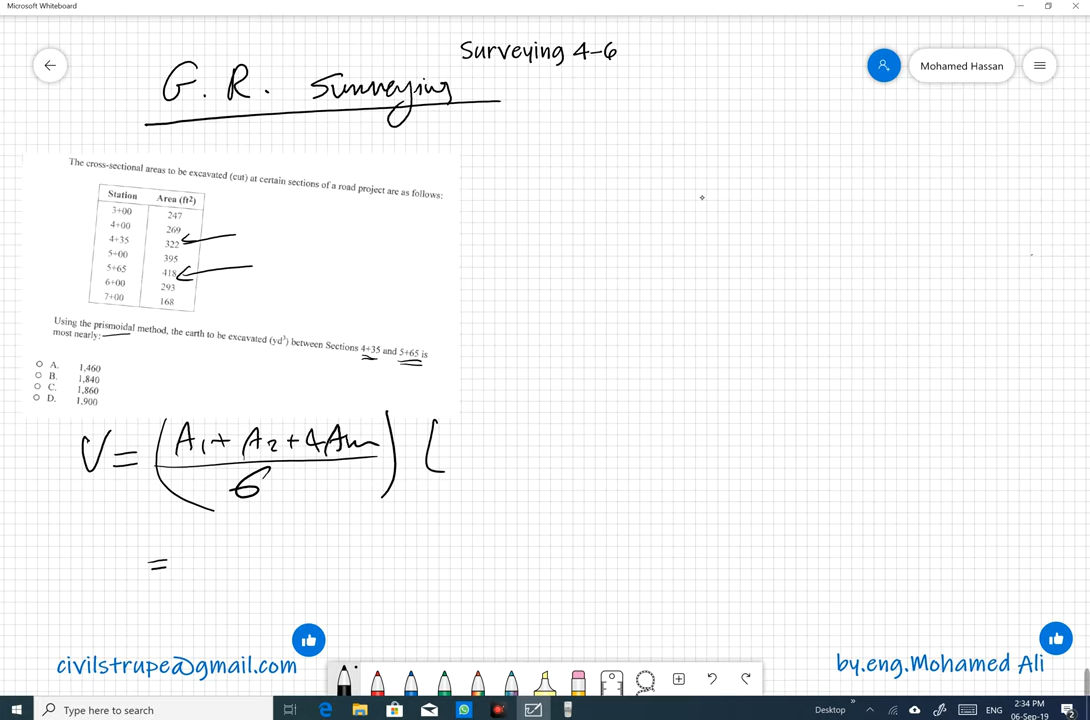 Microsoft Whiteboard
Surveying 4-6
Mohamed Hassan
G. R. Surveying
The cross-sectional areas to be excavated (cut) at certain sections of a road project are as follows:
Station Area (ft²)
3+00 247
4+00 269
4+35 322
5+00 395
5+65 418
6+00 293
7+00 168
Using the prismoidal method, the earth to be excavated (yd³) between Sections 4+35 and 5+65 is
most nearly:
A. 1,460
B. 1,840
C. 1,860
D. 1,900
V = (A1 + A2 + 4Am / 6) L
=
civilstrupe@gmail.com
by.eng.Mohamed Ali
Type here to search
Desktop
ENG
2:34 PM
06-Sep-19
2